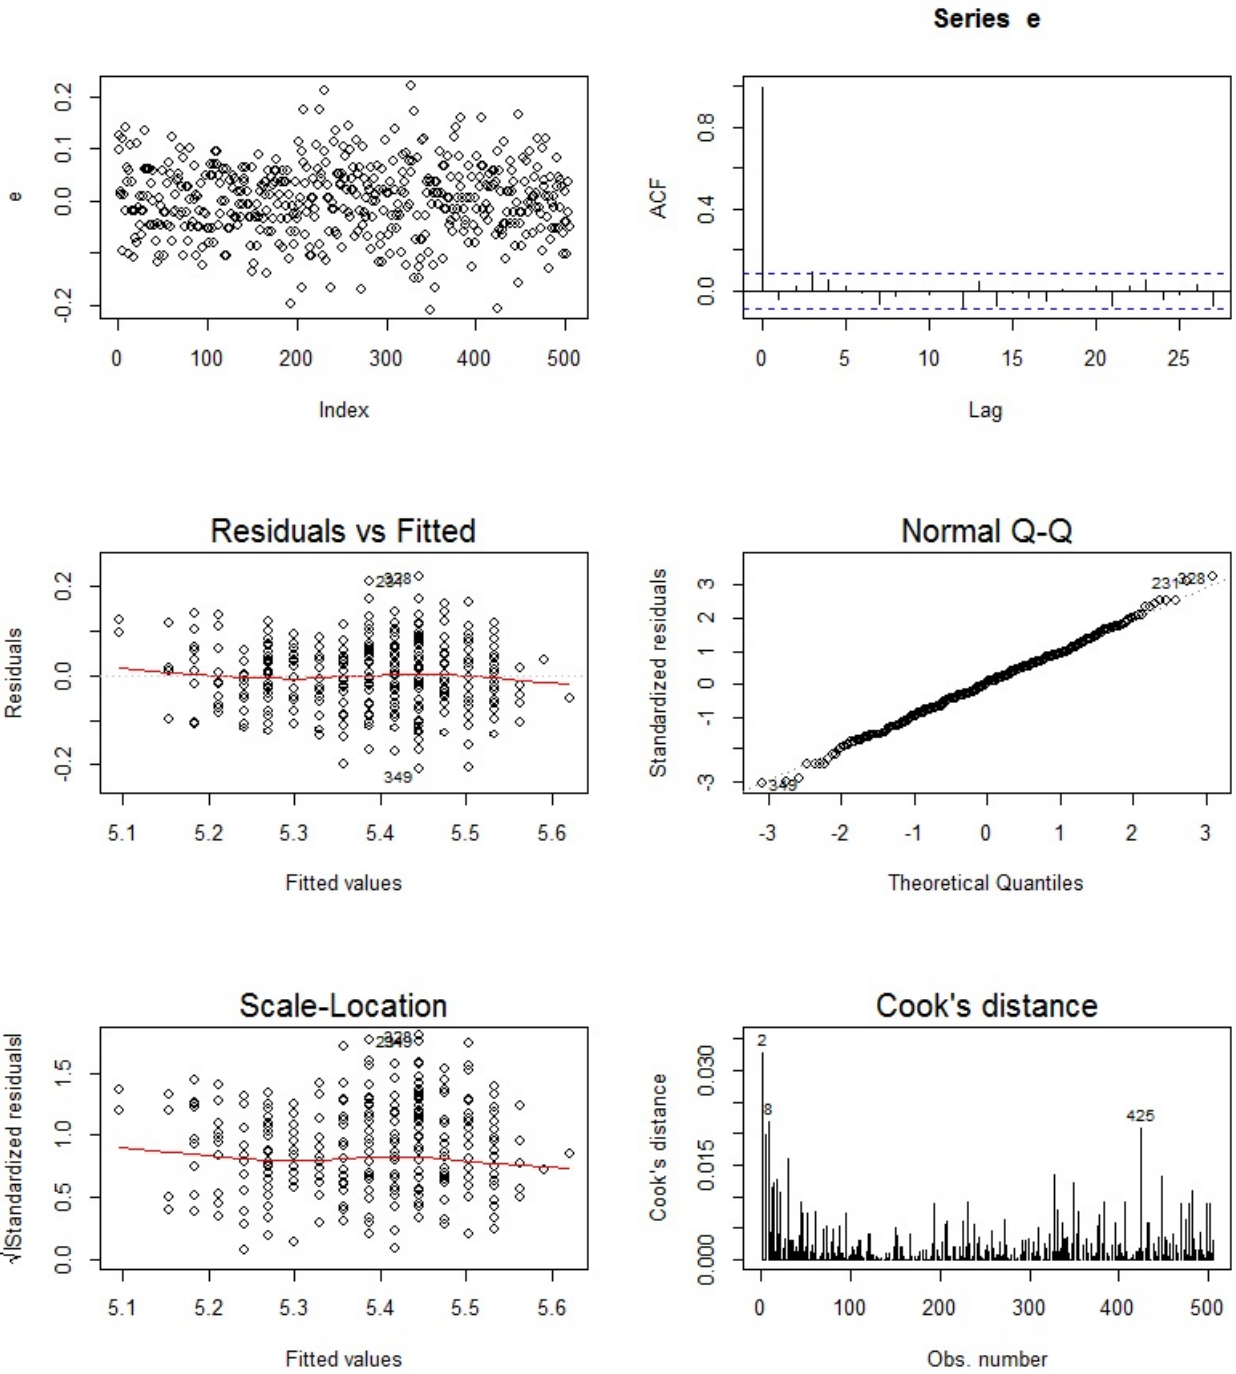 Series e
e
0.2
0.1
0.0
-0.2
0 100 200 300 400 500
Index
ACF
0.8
0.4
0.0
0 5 10 15 20 25
Lag
Residuals vs Fitted
Residuals
0.2
0.0
-0.2
328
349
5.1 5.2 5.3 5.4 5.5 5.6
Fitted values
Normal Q-Q
Standardized residuals
3
2
1
0
-1
-3
231 328
349
-3 -2 -1 0 1 2 3
Theoretical Quantiles
Scale-Location
√|Standardized residuals|
1.5
1.0
0.5
0.0
5.1 5.2 5.3 5.4 5.5 5.6
Fitted values
Cook's distance
Cook's distance
0.030
0.015
0.000
2
8
425
0 100 200 300 400 500
Obs. number